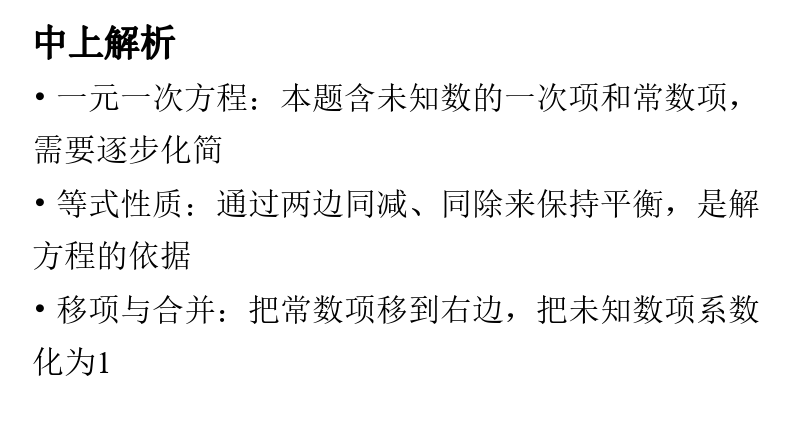 中上解析
• 一元一次方程：本题含未知数的一次项和常数项，
需要逐步化简
• 等式性质：通过两边同减、同除来保持平衡，是解
方程的依据
• 移项与合并：把常数项移到右边，把未知数项系数
化为1